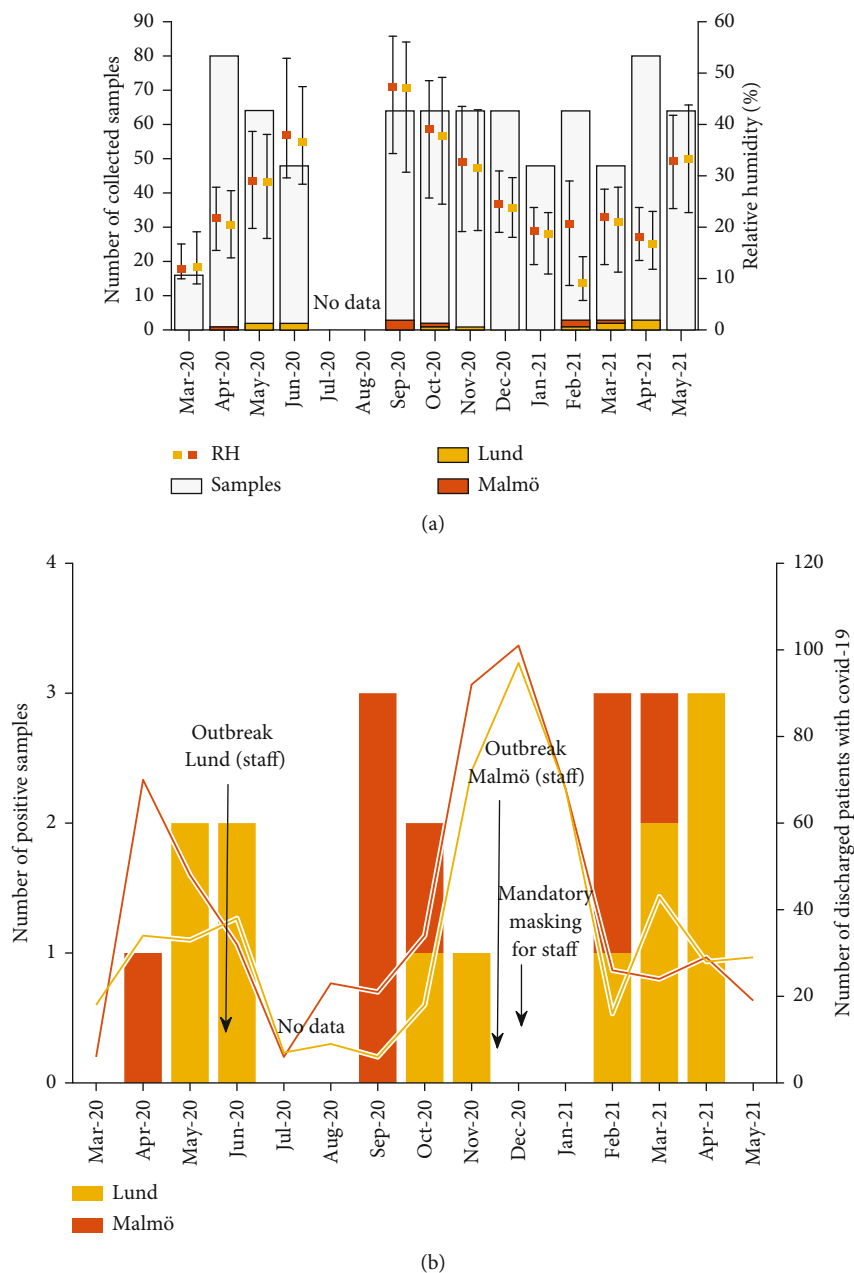 90
80
70
60
50
40
30
20
10
0
Number of collected samples
60
50
40
30
20
10
0
Relative humidity (%)
No data
Mar-20
Apr-20
May-20
Jun-20
Jul-20
Aug-20
Sep-20
Oct-20
Nov-20
Dec-20
Jan-21
Feb-21
Mar-21
Apr-21
May-21
RH
Lund
Samples
Malmö
(a)
4
3
2
1
0
Number of positive samples
120
100
80
60
40
20
0
Number of discharged patients with covid-19
Outbreak
Lund (staff)
Outbreak
Malmö (staff)
Mandatory
masking
for staff
No data
Mar-20
Apr-20
May-20
Jun-20
Jul-20
Aug-20
Sep-20
Oct-20
Nov-20
Dec-20
Jan-21
Feb-21
Mar-21
Apr-21
May-21
Lund
Malmö
(b)